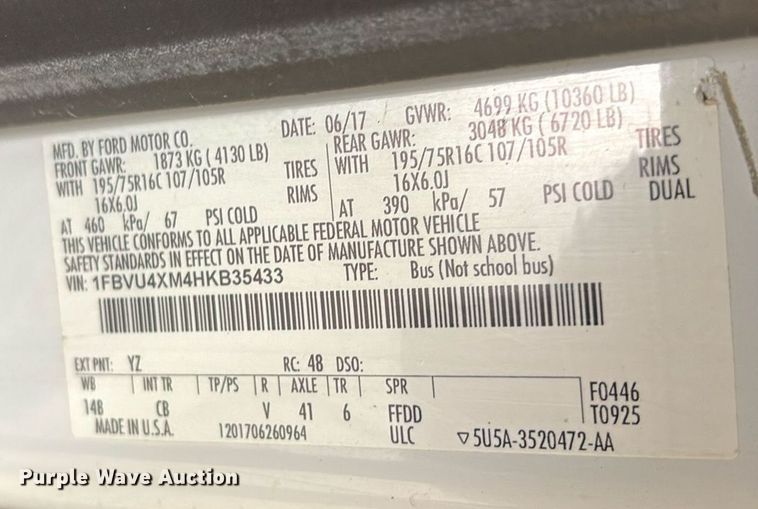 MFD. BY FORD MOTOR CO. DATE: 06/17 GVWR: 4699 KG (10360 LB)
FRONT GAWR: 1873 KG (4130 LB) REAR GAWR: 3048 KG (6720 LB)
WITH 195/75R16C 107/105R TIRES WITH 195/75R16C 107/105R TIRES
16X6.0J RIMS 16X6.0J RIMS
AT 460 kPa/ 67 PSI COLD AT 390 kPa/ 57 PSI COLD DUAL
THIS VEHICLE CONFORMS TO ALL APPLICABLE FEDERAL MOTOR VEHICLE
SAFETY STANDARDS IN EFFECT ON THE DATE OF MANUFACTURE SHOWN ABOVE.
VIN: 1FBVU4XM4HKB35433 TYPE: Bus (Not school bus)
EXT PNT: YZ RC: 48 DSO:
WB INT TR TP/PS R AXLE TR SPR F0446
14B CB V 41 6 FFDD T0925
MADE IN U.S.A. 1201706260964 ULC ▽5U5A-3520472-AA
Purple Wave Auction